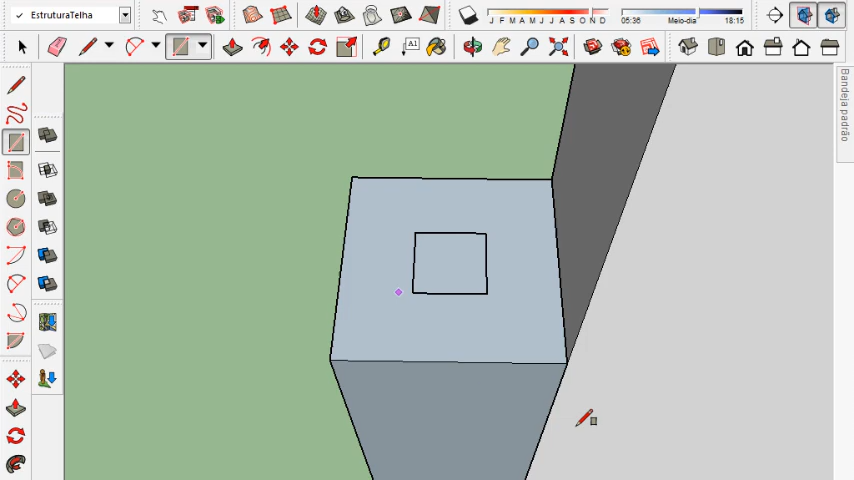 ✓ EstruturaTelha
J F M A M J J A S O N D
05:36 Meio-dia 18:15
A1
Bandeja padrão